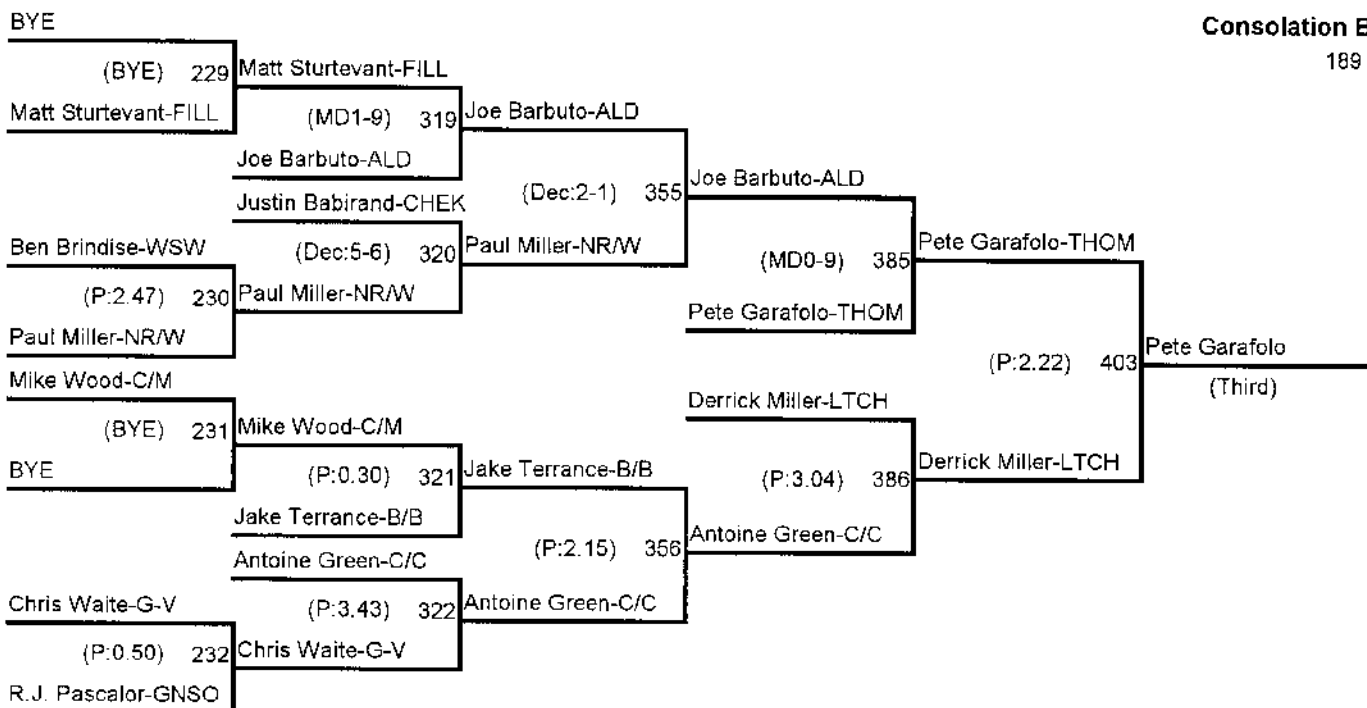 BYE
Consolation B
189
(BYE) 229 Matt Sturtevant-FILL
Matt Sturtevant-FILL
(MD1-9) 319 Joe Barbuto-ALD
Joe Barbuto-ALD
Justin Babirand-CHEK
(Dec:2-1) 355 Joe Barbuto-ALD
Ben Brindise-WSW
(Dec:5-6) 320 Paul Miller-NR/W
(P:2.47) 230 Paul Miller-NR/W
Paul Miller-NR/W
(MD0-9) 385 Pete Garafolo-THOM
Pete Garafolo-THOM
(P:2.22) 403 Pete Garafolo
(Third)
Mike Wood-C/M
(BYE) 231 Mike Wood-C/M
BYE
Derrick Miller-LTCH
(P:0.30) 321 Jake Terrance-B/B
Jake Terrance-B/B
(P:3.04) 386 Derrick Miller-LTCH
Antoine Green-C/C
(P:2.15) 356 Antoine Green-C/C
Chris Waite-G-V
(P:3.43) 322 Antoine Green-C/C
(P:0.50) 232 Chris Waite-G-V
R.J. Pascalor-GNSO